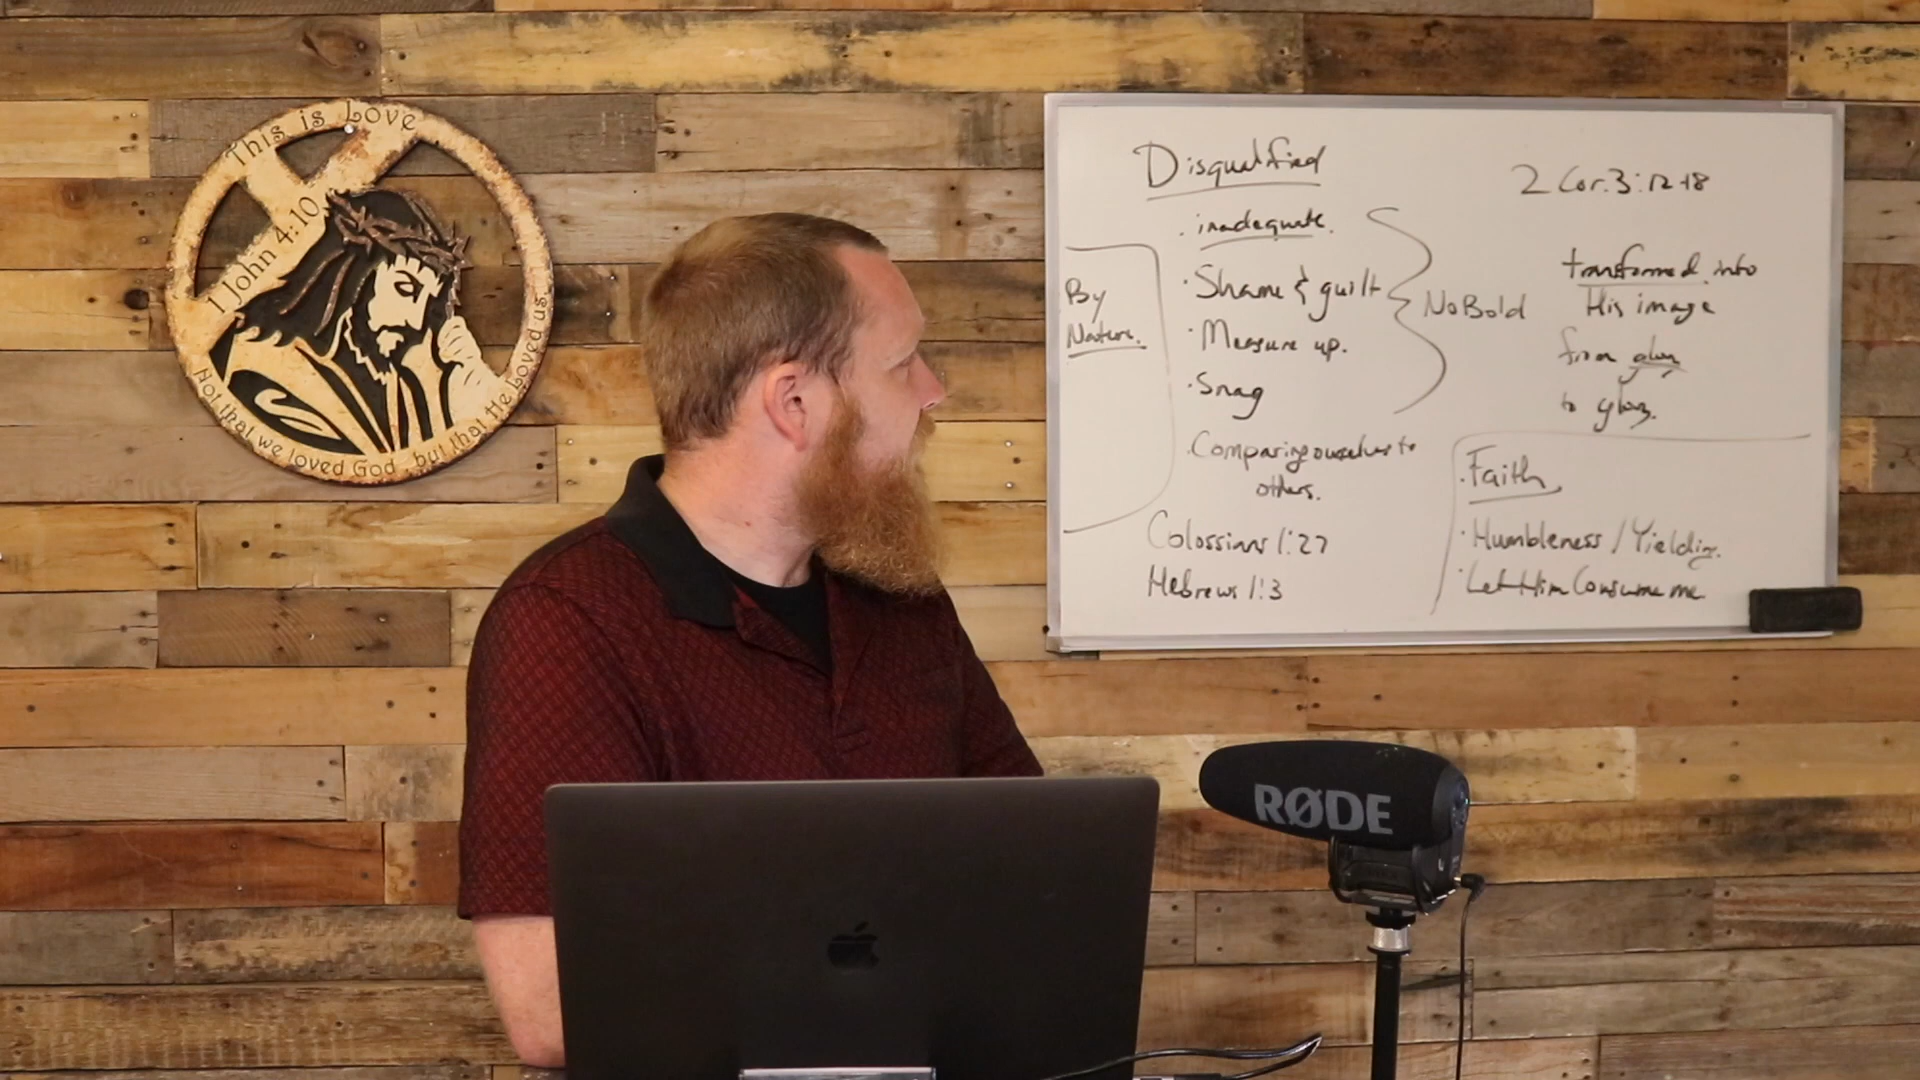 This is Love
1 John 4:10
Not that we loved God, but that He Loved us.
Disqualified
. inadequate.
· Shame & guilt
· Measure up.
· Snag
. Comparing ourselves to
others.
By
Nature.
No Bold
Colossians 1:27
Hebrews 1:3
2 Cor. 3:12-18
transformed into
His image
from glory
to glory.
· Faith
· Humbleness / Yielding.
· Let Him Consume me.
RØDE